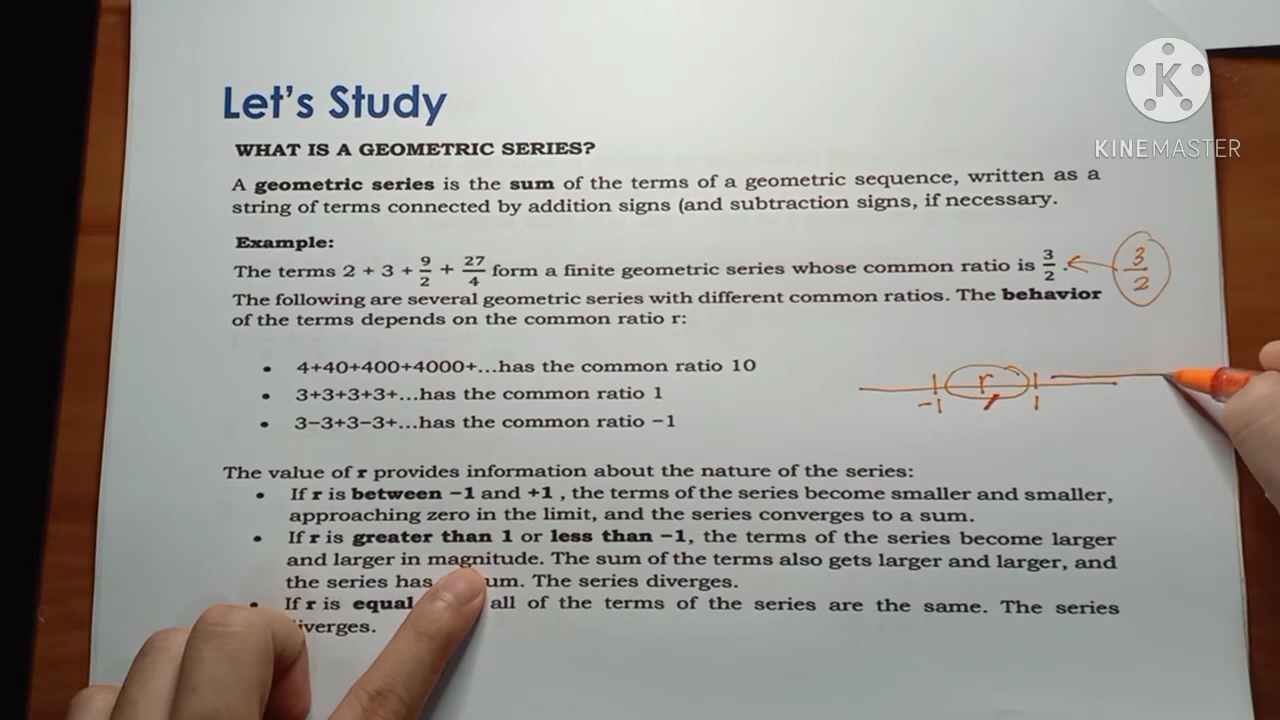 Let's Study
K
KINEMASTER
WHAT IS A GEOMETRIC SERIES?
A geometric series is the sum of the terms of a geometric sequence, written as a
string of terms connected by addition signs (and subtraction signs, if necessary.
Example:
The terms 2 + 3 + 9/2 + 27/4 form a finite geometric series whose common ratio is 3/2 .
3/2
The following are several geometric series with different common ratios. The behavior
of the terms depends on the common ratio r:
• 4+40+400+4000+...has the common ratio 10
• 3+3+3+3+...has the common ratio 1
• 3−3+3−3+...has the common ratio −1
r
−1 1
The value of r provides information about the nature of the series:
• If r is between −1 and +1 , the terms of the series become smaller and smaller,
approaching zero in the limit, and the series converges to a sum.
• If r is greater than 1 or less than −1, the terms of the series become larger
and larger in magnitude. The sum of the terms also gets larger and larger, and
the series has um. The series diverges.
• If r is equal all of the terms of the series are the same. The series
iverges.